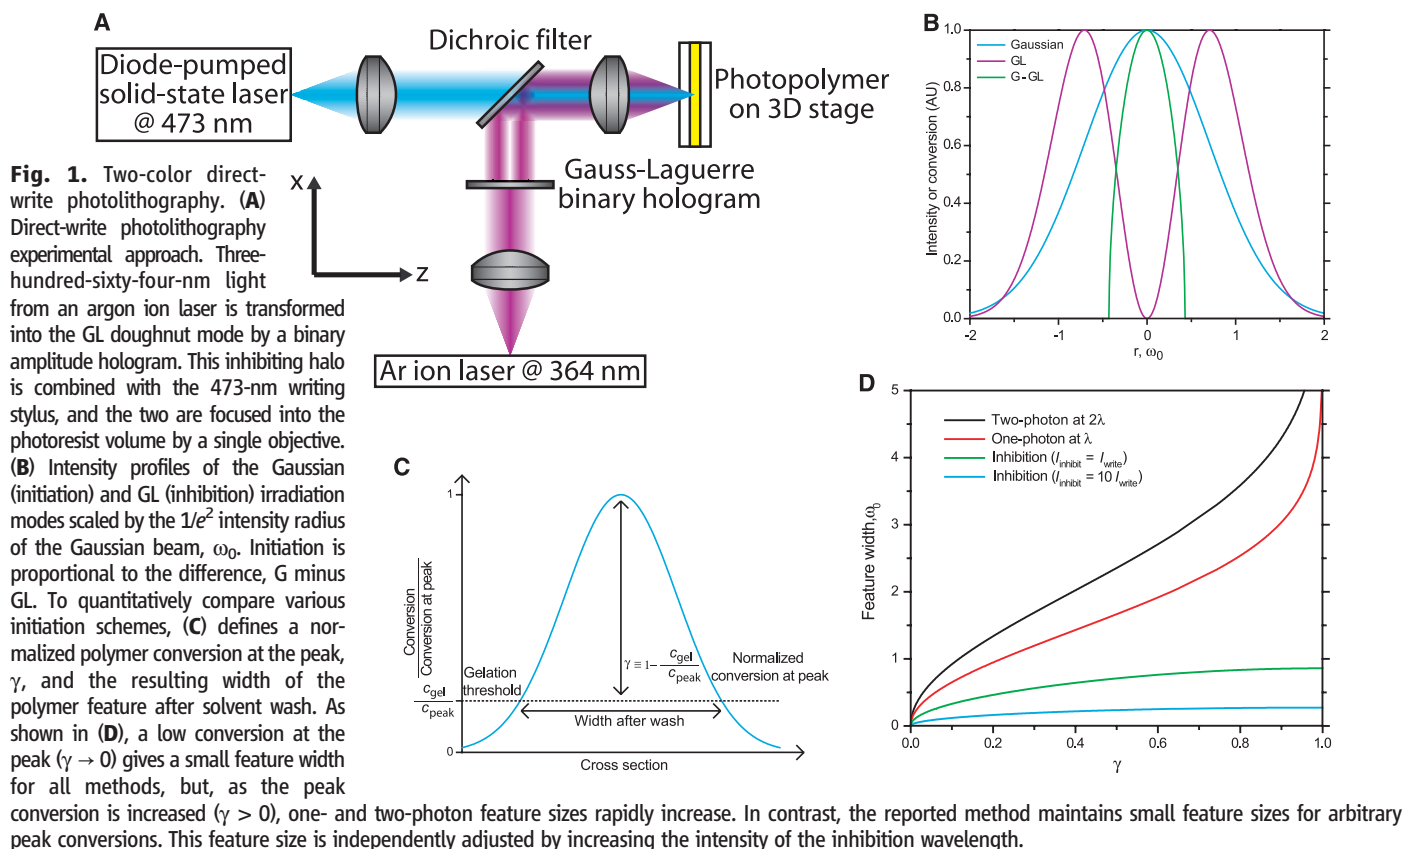 A
Diode-pumped
solid-state laser
@ 473 nm
Dichroic filter
Photopolymer
on 3D stage
Gauss-Laguerre
binary hologram
X
Z
Ar ion laser @ 364 nm
B
Intensity or conversion (AU)
1.0
0.8
0.6
0.4
0.2
0.0
Gaussian
GL
G - GL
-2
-1
0
1
2
r, ω0
Fig. 1. Two-color direct-
write photolithography. (A)
Direct-write photolithography
experimental approach. Three-
hundred-sixty-four-nm light
from an argon ion laser is transformed
into the GL doughnut mode by a binary
amplitude hologram. This inhibiting halo
is combined with the 473-nm writing
stylus, and the two are focused into the
photoresist volume by a single objective.
(B) Intensity profiles of the Gaussian
(initiation) and GL (inhibition) irradiation
modes scaled by the 1/e² intensity radius
of the Gaussian beam, ω0. Initiation is
proportional to the difference, G minus
GL. To quantitatively compare various
initiation schemes, (C) defines a nor-
malized polymer conversion at the peak,
γ, and the resulting width of the
polymer feature after solvent wash. As
shown in (D), a low conversion at the
peak (γ → 0) gives a small feature width
for all methods, but, as the peak
conversion is increased (γ > 0), one- and two-photon feature sizes rapidly increase. In contrast, the reported method maintains small feature sizes for arbitrary
peak conversions. This feature size is independently adjusted by increasing the intensity of the inhibition wavelength.
C
Conversion
Conversion at peak
1
Gelation
threshold
cgel
cpeak
γ ≡ 1− cgel
cpeak
Normalized
conversion at peak
Width after wash
0
Cross section
D
Feature width,ω0
5
4
3
2
1
0
Two-photon at 2λ
One-photon at λ
Inhibition (Iinhibit = Iwrite)
Inhibition (Iinhibit = 10 Iwrite)
0.0
0.2
0.4
0.6
0.8
1.0
γ